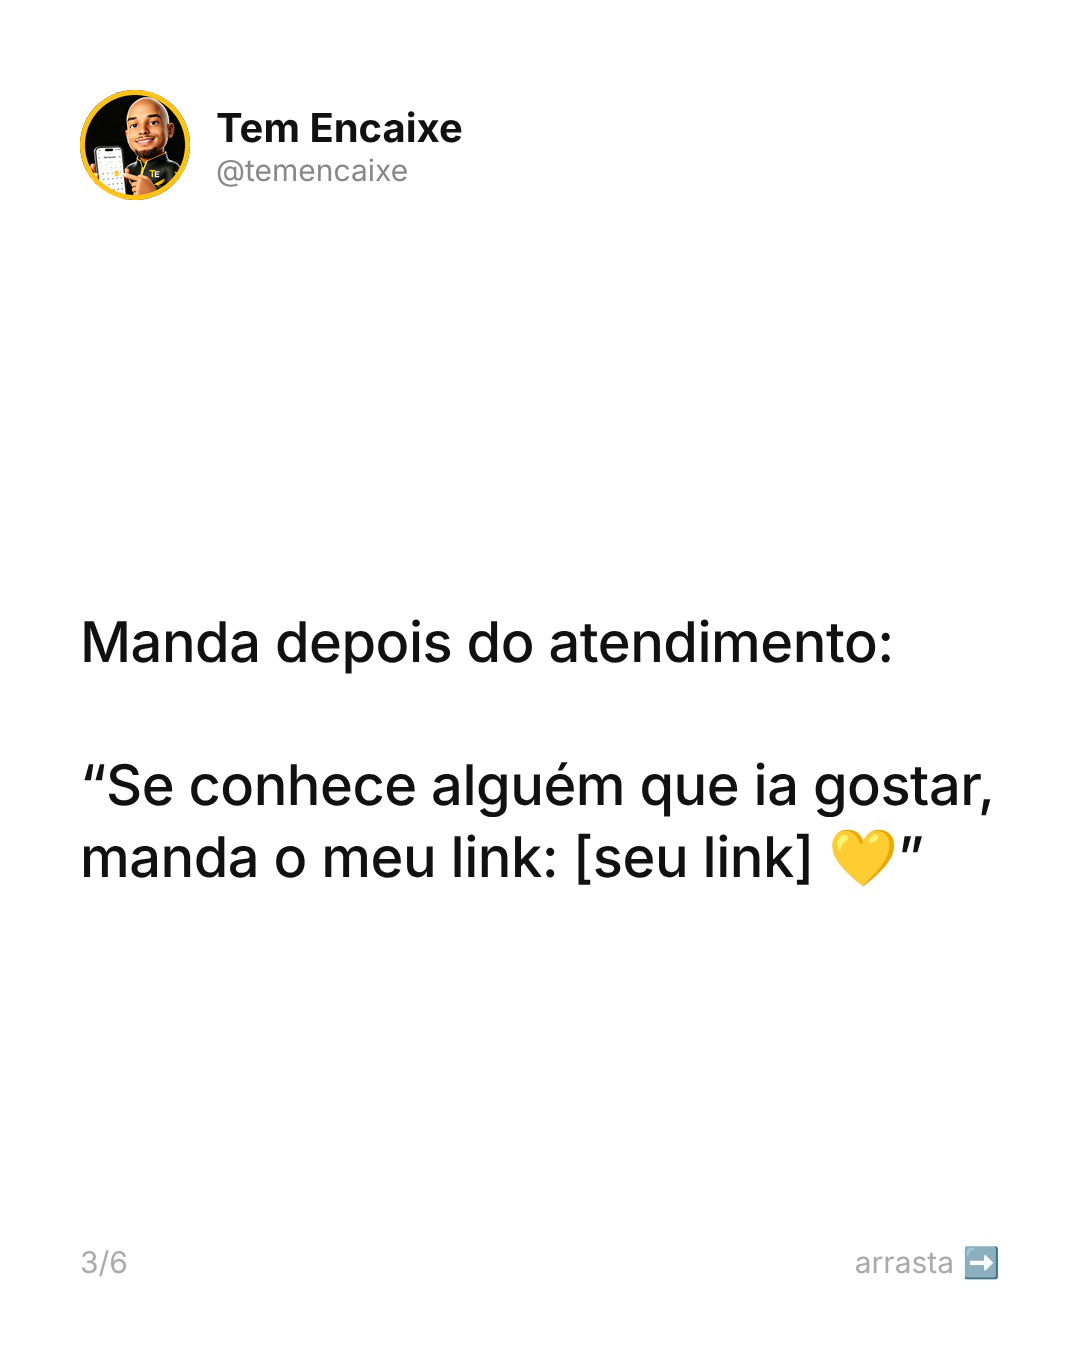 Tem Encaixe
@temencaixe
TE
Manda depois do atendimento:
“Se conhece alguém que ia gostar,
manda o meu link: [seu link] 💛”
3/6
arrasta ➡️